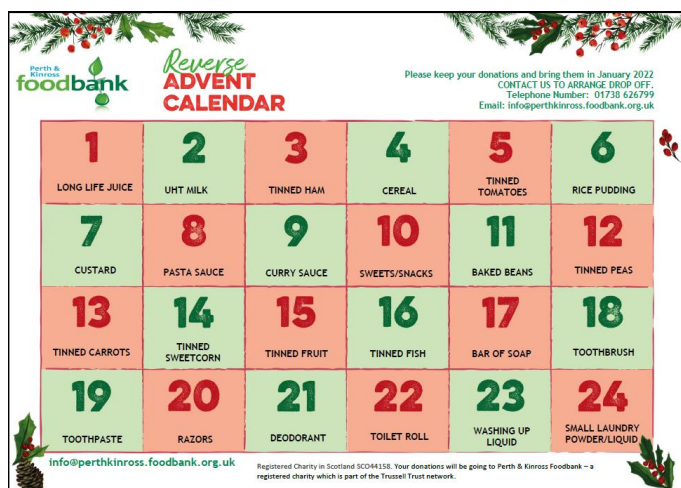 Perth &
Kinross
foodbank
Reverse
ADVENT
CALENDAR
Please keep your donations and bring them in January 2022
CONTACT US TO ARRANGE DROP OFF.
Telephone Number: 01738 626799
Email: info@perthkinross.foodbank.org.uk
1
LONG LIFE JUICE
2
UHT MILK
3
TINNED HAM
4
CEREAL
5
TINNED
TOMATOES
6
RICE PUDDING
7
CUSTARD
8
PASTA SAUCE
9
CURRY SAUCE
10
SWEETS/SNACKS
11
BAKED BEANS
12
TINNED PEAS
13
TINNED CARROTS
14
TINNED
SWEETCORN
15
TINNED FRUIT
16
TINNED FISH
17
BAR OF SOAP
18
TOOTHBRUSH
19
TOOTHPASTE
20
RAZORS
21
DEODORANT
22
TOILET ROLL
23
WASHING UP
LIQUID
24
SMALL LAUNDRY
POWDER/LIQUID
info@perthkinross.foodbank.org.uk
Registered Charity in Scotland SCO44158. Your donations will be going to Perth & Kinross Foodbank – a
registered charity which is part of the Trussell Trust network.